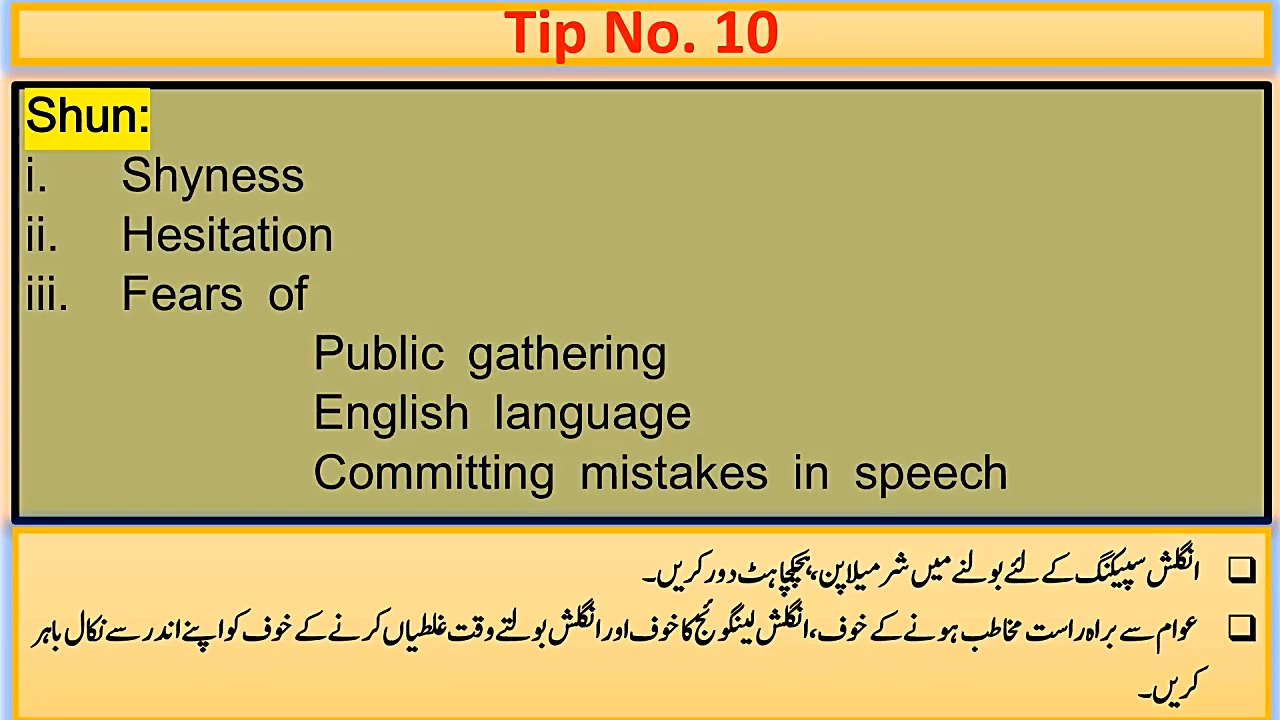 Tip No. 10
Shun:
i. Shyness
ii. Hesitation
iii. Fears of
Public gathering
English language
Committing mistakes in speech
❑ انگلش سپیکنگ کے لئے بولنے میں شرمیلاپن، ہچکچاہٹ دور کریں۔
❑ عوام سے براہ راست مخاطب ہونے کے خوف، انگلش لینگوئج کا خوف اور انگلش بولتے وقت غلطیاں کرنے کے خوف کو اپنے اندر سے نکال باہر
کریں۔